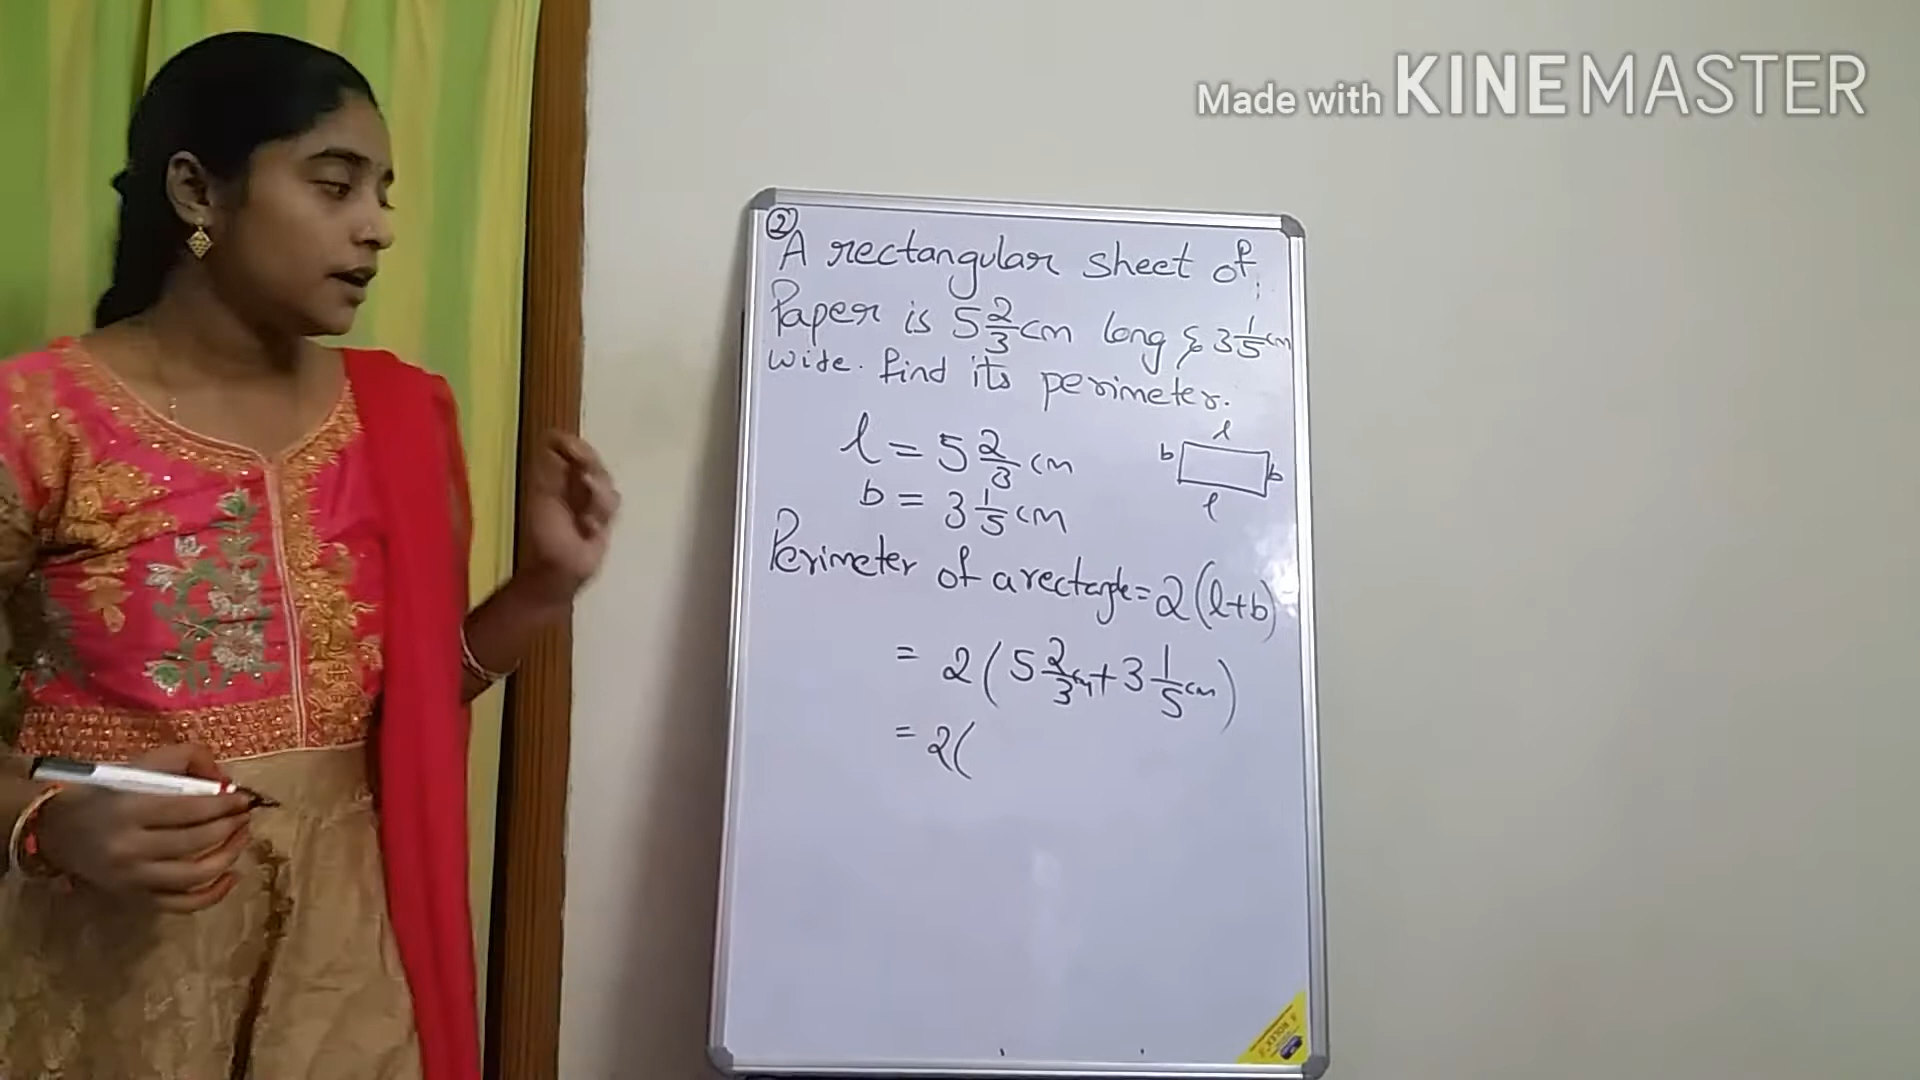 Made with KINEMASTER
②
A rectangular sheet of
Paper is 5 2/3 cm long & 3 1/5 cm
wide. find its perimeter.
l = 5 2/3 cm
b = 3 1/5 cm
l
b b
l
Perimeter of a rectangle = 2(l+b)
= 2(5 2/3 cm + 3 1/5 cm)
= 2(